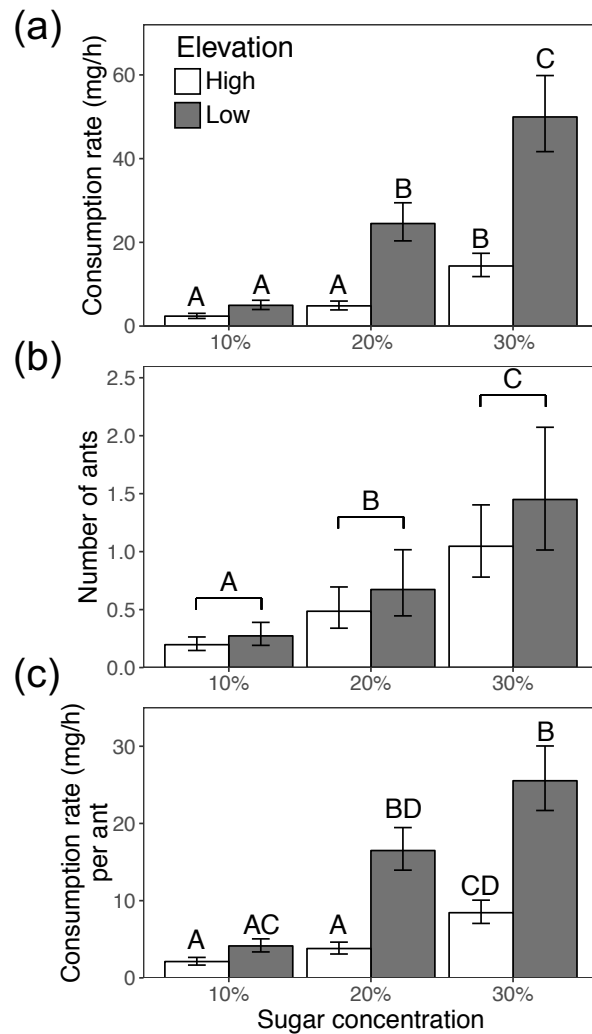 (a)
Consumption rate (mg/h)
60
40
20
0
Elevation
High
Low
A
A
A
B
B
C
10%
20%
30%
(b)
Number of ants
2.5
2.0
1.5
1.0
0.5
0.0
A
B
C
10%
20%
30%
(c)
Consumption rate (mg/h)
per ant
30
20
10
0
A
AC
A
BD
CD
B
10%
20%
30%
Sugar concentration